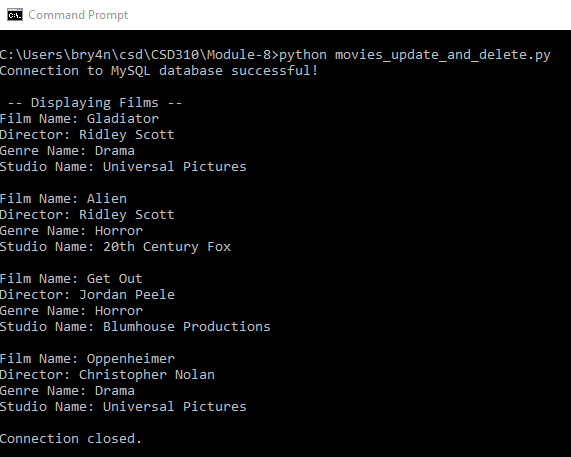 Command Prompt
C:\Users\bry4n\csd\CSD310\Module-8>python movies_update_and_delete.py
Connection to MySQL database successful!
-- Displaying Films --
Film Name: Gladiator
Director: Ridley Scott
Genre Name: Drama
Studio Name: Universal Pictures
Film Name: Alien
Director: Ridley Scott
Genre Name: Horror
Studio Name: 20th Century Fox
Film Name: Get Out
Director: Jordan Peele
Genre Name: Horror
Studio Name: Blumhouse Productions
Film Name: Oppenheimer
Director: Christopher Nolan
Genre Name: Drama
Studio Name: Universal Pictures
Connection closed.